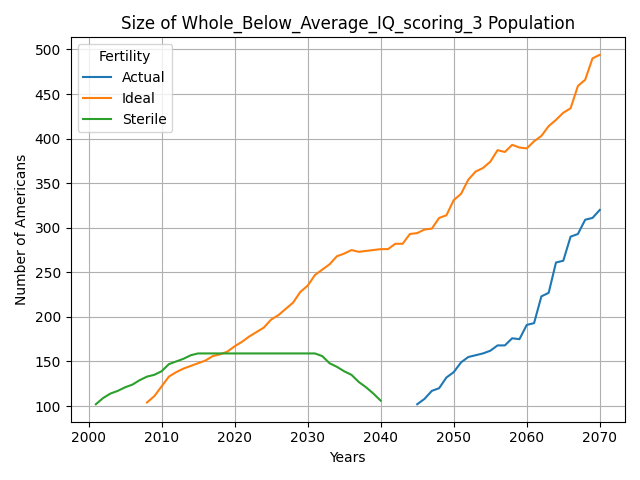 Size of Whole_Below_Average_IQ_scoring_3 Population
Fertility
Actual
Ideal
Sterile
Number of Americans
500
450
400
350
300
250
200
150
100
2000 2010 2020 2030 2040 2050 2060 2070
Years